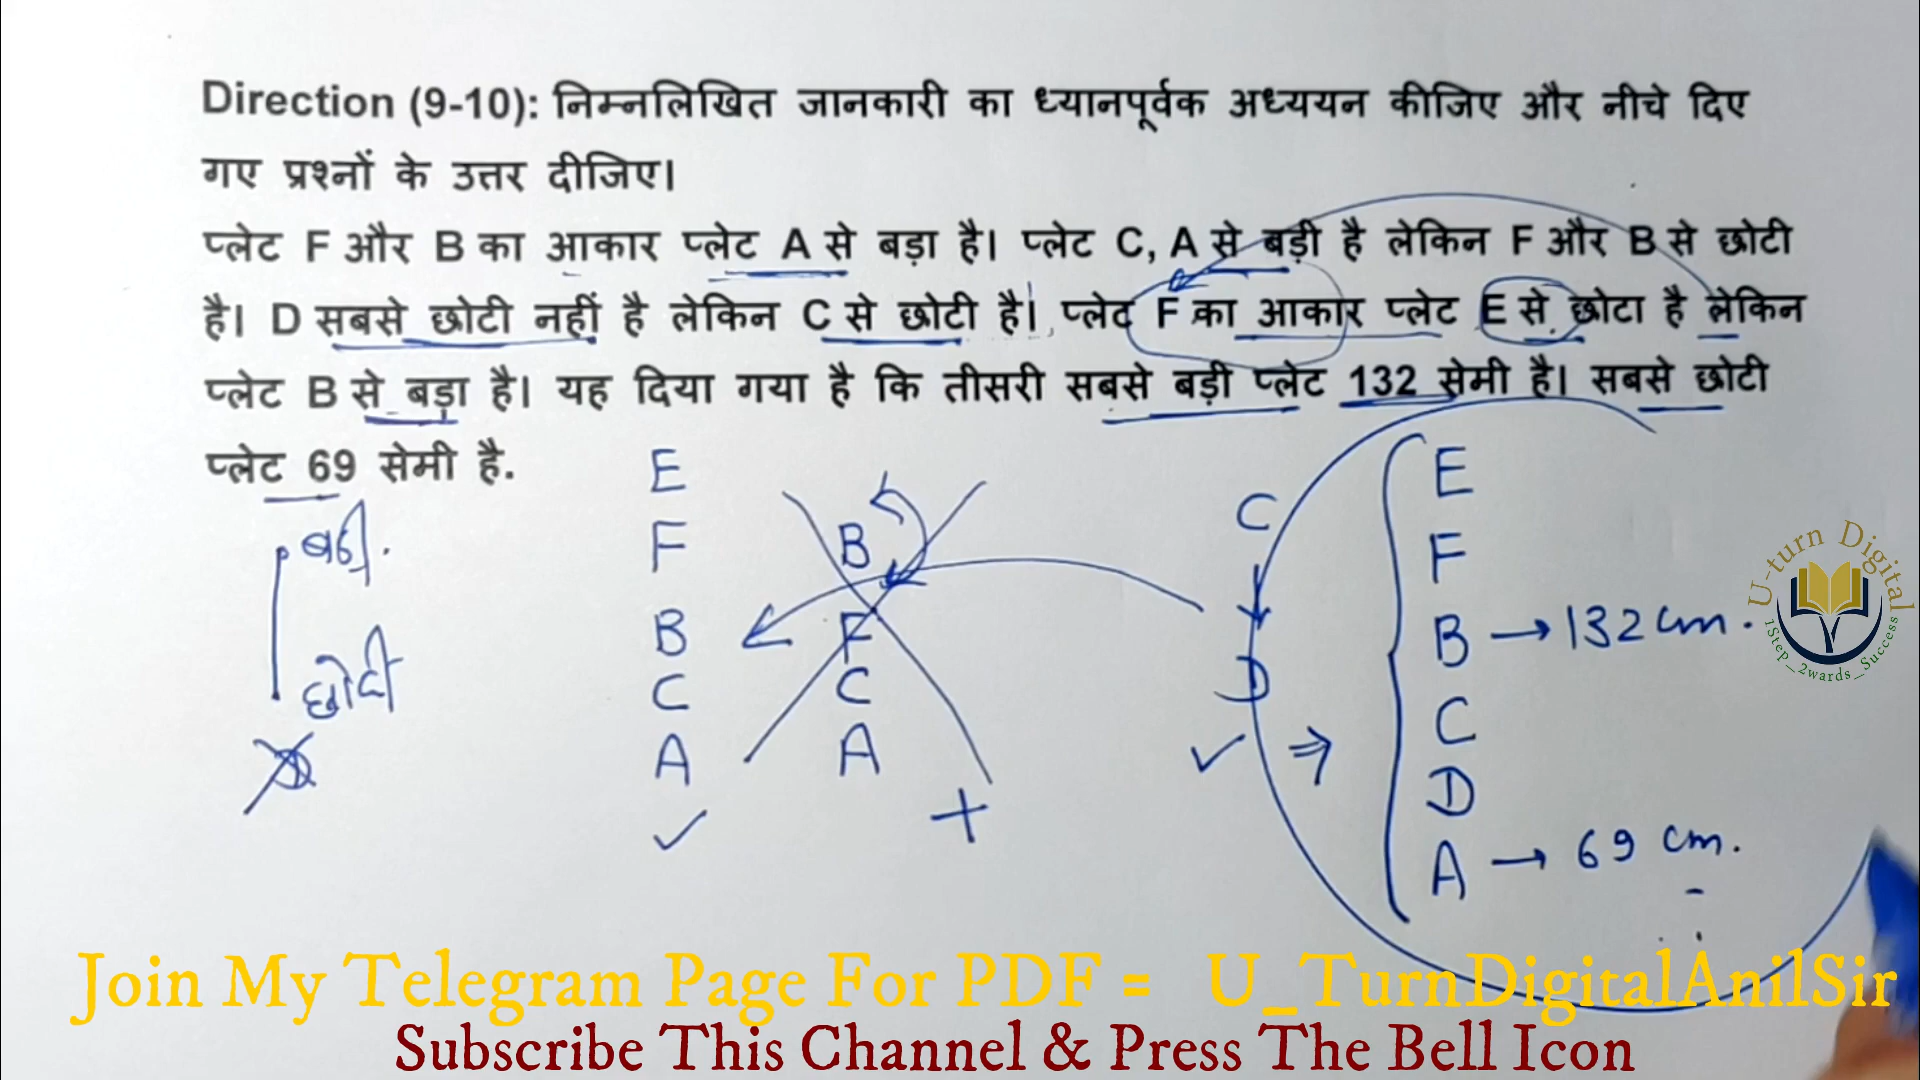 Direction (9-10): निम्नलिखित जानकारी का ध्यानपूर्वक अध्ययन कीजिए और नीचे दिए
गए प्रश्नों के उत्तर दीजिए।
प्लेट F और B का आकार प्लेट A से बड़ा है। प्लेट C, A से बड़ी है लेकिन F और B से छोटी
है। D सबसे छोटी नहीं है लेकिन C से छोटी है। प्लेट F का आकार प्लेट E से छोटा है लेकिन
प्लेट B से बड़ा है। यह दिया गया है कि तीसरी सबसे बड़ी प्लेट 132 सेमी है। सबसे छोटी
प्लेट 69 सेमी है.
बड़ी.
छोटी
D
E
F
B
C
A
B
F
C
A
C
D
E
F
B → 132 cm.
C
D
A → 69 cm.
U-turn Digital
1Step_2wards_Success
Join My Telegram Page For PDF = U_TurnDigitalAnilSir
Subscribe This Channel & Press The Bell Icon